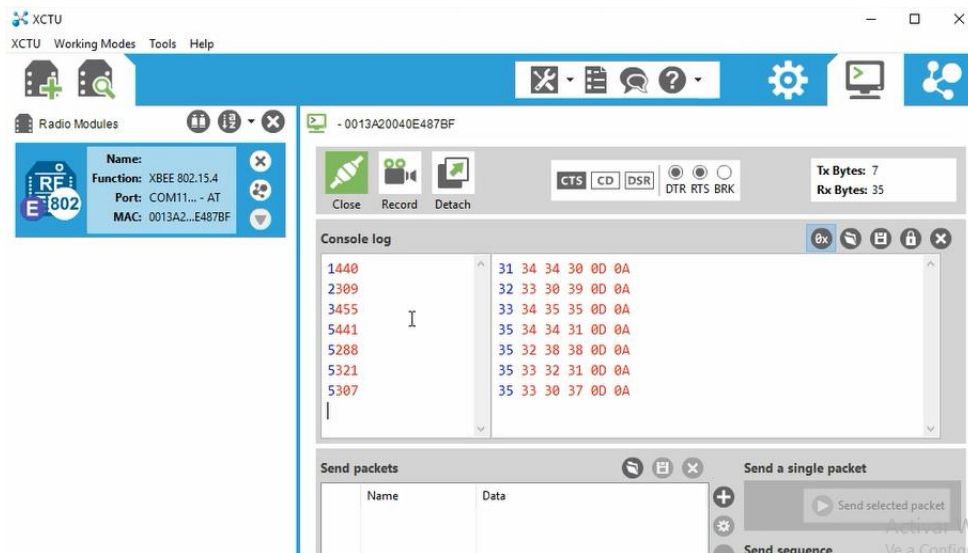 XCTU
XCTU Working Modes Tools Help
Radio Modules
- 0013A20040E487BF
Name:
Function: XBEE 802.15.4
Port: COM11... - AT
MAC: 0013A2...E487BF
RF
E 802
Close Record Detach
CTS CD DSR DTR RTS BRK
Tx Bytes: 7
Rx Bytes: 35
Console log
0x
1440 31 34 34 30 0D 0A
2309 32 33 30 39 0D 0A
3455 33 34 35 35 0D 0A
5441 35 34 34 31 0D 0A
5288 35 32 38 38 0D 0A
5321 35 33 32 31 0D 0A
5307 35 33 30 37 0D 0A
Send packets
Name Data
Send a single packet
Send selected packet
Activar W
Send sequence
Ve a Config